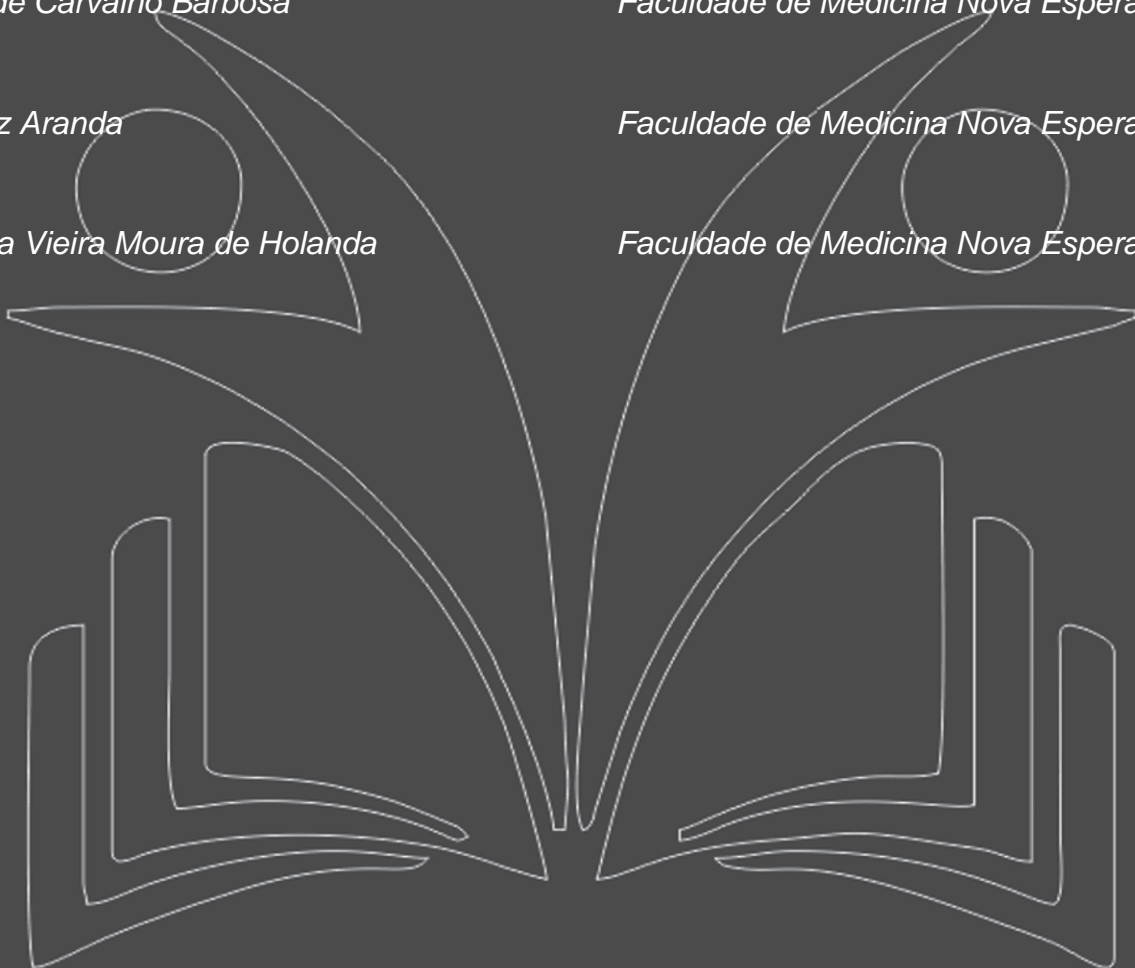 de Carvalho Barbosa Faculdade de Medicina Nova Espera
z Aranda Faculdade de Medicina Nova Espera
a Vieira Moura de Holanda Faculdade de Medicina Nova Espera